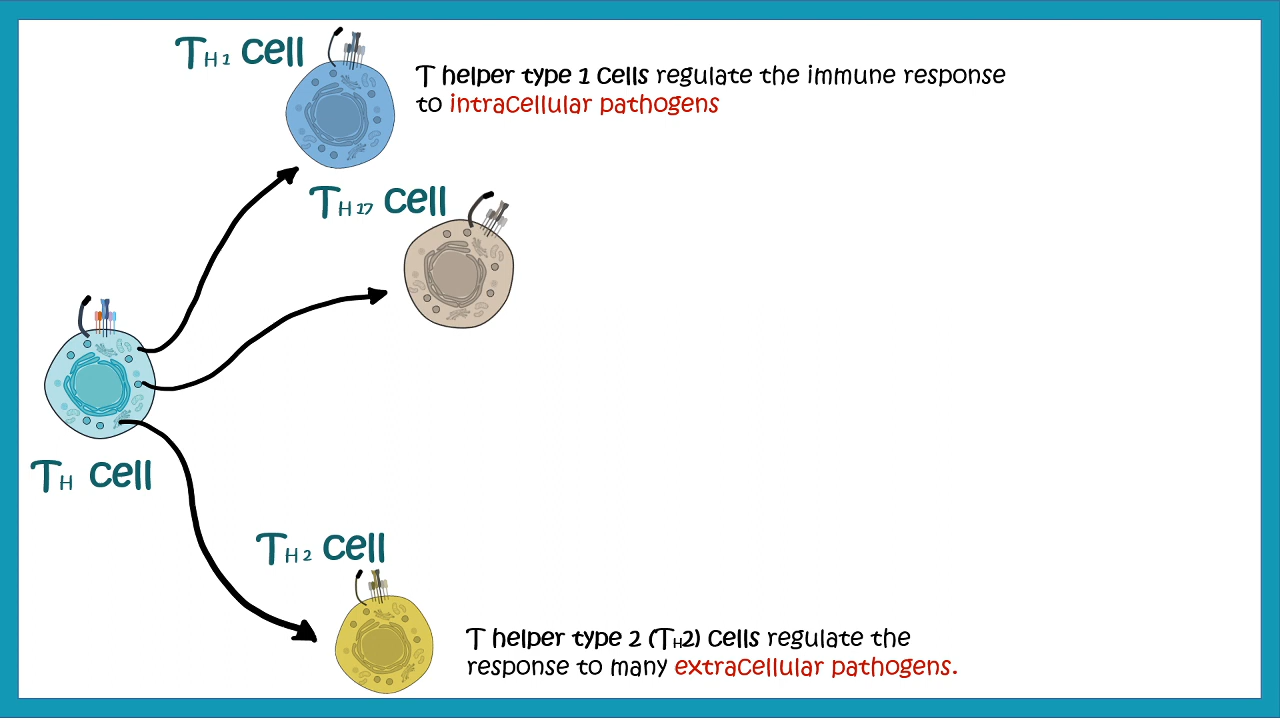 TH1 cell
T helper type 1 cells regulate the immune response
to intracellular pathogens
TH17 cell
TH cell
TH2 cell
T helper type 2 (TH2) cells regulate the
response to many extracellular pathogens.